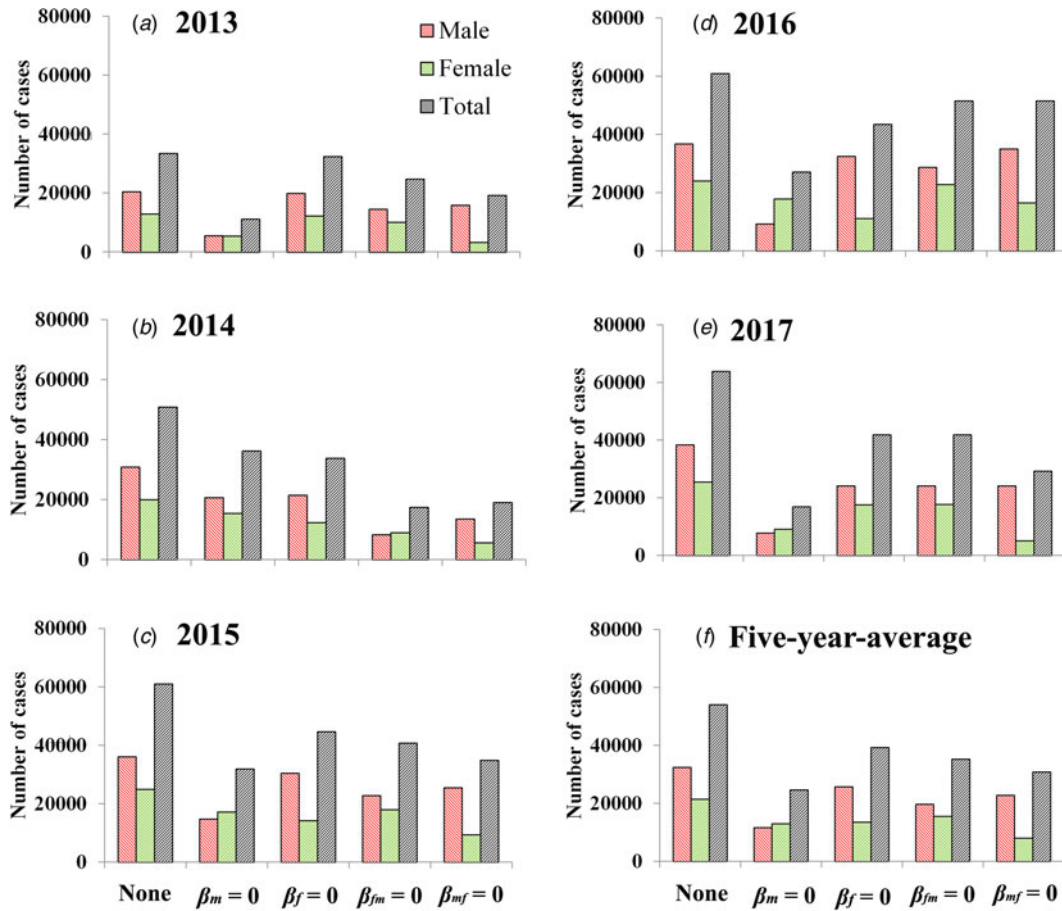 (a) 2013
Male
Female
Total
Number of cases
80000
60000
40000
20000
0
(b) 2014
Number of cases
80000
60000
40000
20000
0
(c) 2015
Number of cases
80000
60000
40000
20000
0
None βm = 0 βf = 0 βfm = 0 βmf = 0
(d) 2016
Number of cases
80000
60000
40000
20000
0
(e) 2017
Number of cases
80000
60000
40000
20000
0
(f) Five-year-average
Number of cases
80000
60000
40000
20000
0
None βm = 0 βf = 0 βfm = 0 βmf = 0